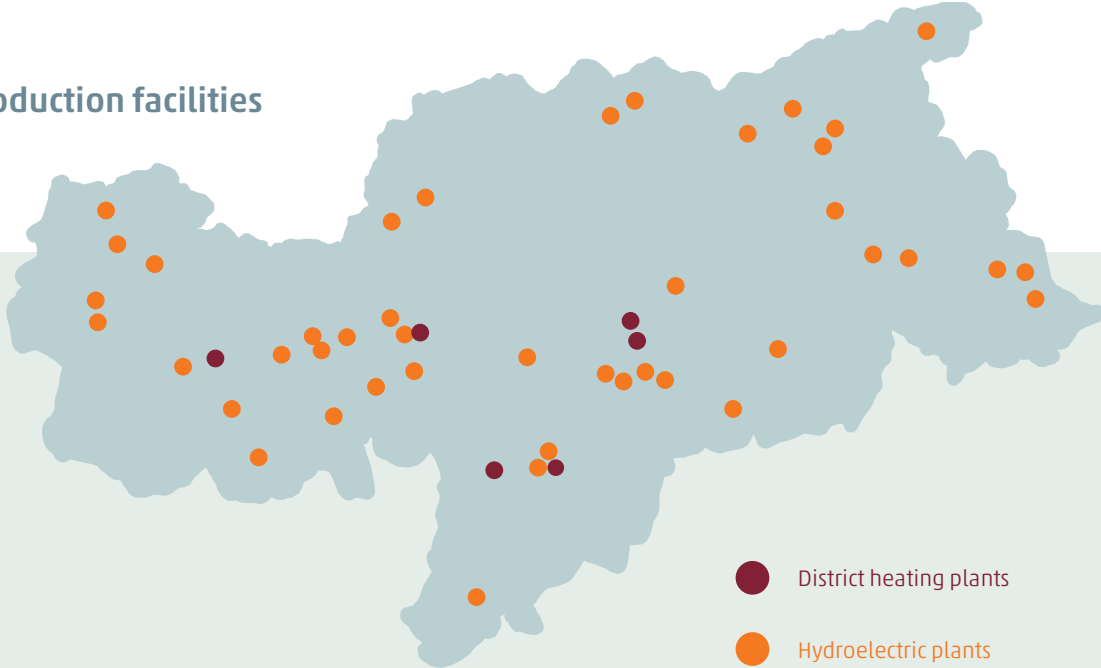 oduction facilities
District heating plants
Hydroelectric plants